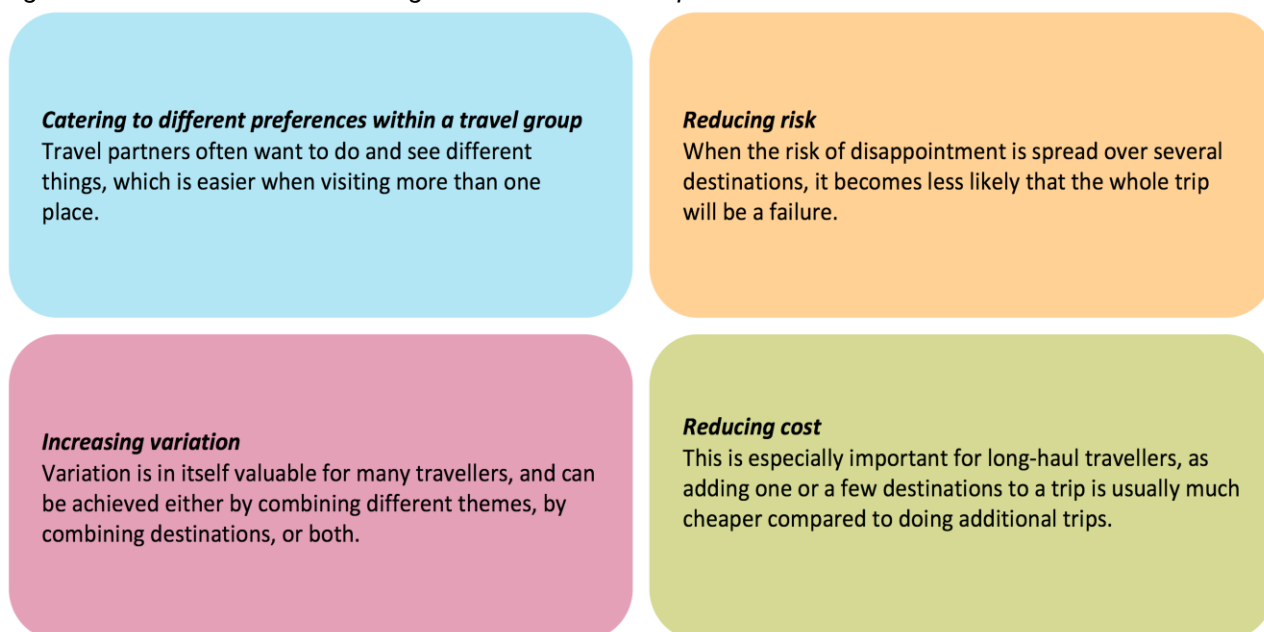 Catering to different preferences within a travel group
Travel partners often want to do and see different
things, which is easier when visiting more than one
place.
Reducing risk
When the risk of disappointment is spread over several
destinations, it becomes less likely that the whole trip
will be a failure.
Increasing variation
Variation is in itself valuable for many travellers, and can
be achieved either by combining different themes, by
combining destinations, or both.
Reducing cost
This is especially important for long-haul travellers, as
adding one or a few destinations to a trip is usually much
cheaper compared to doing additional trips.